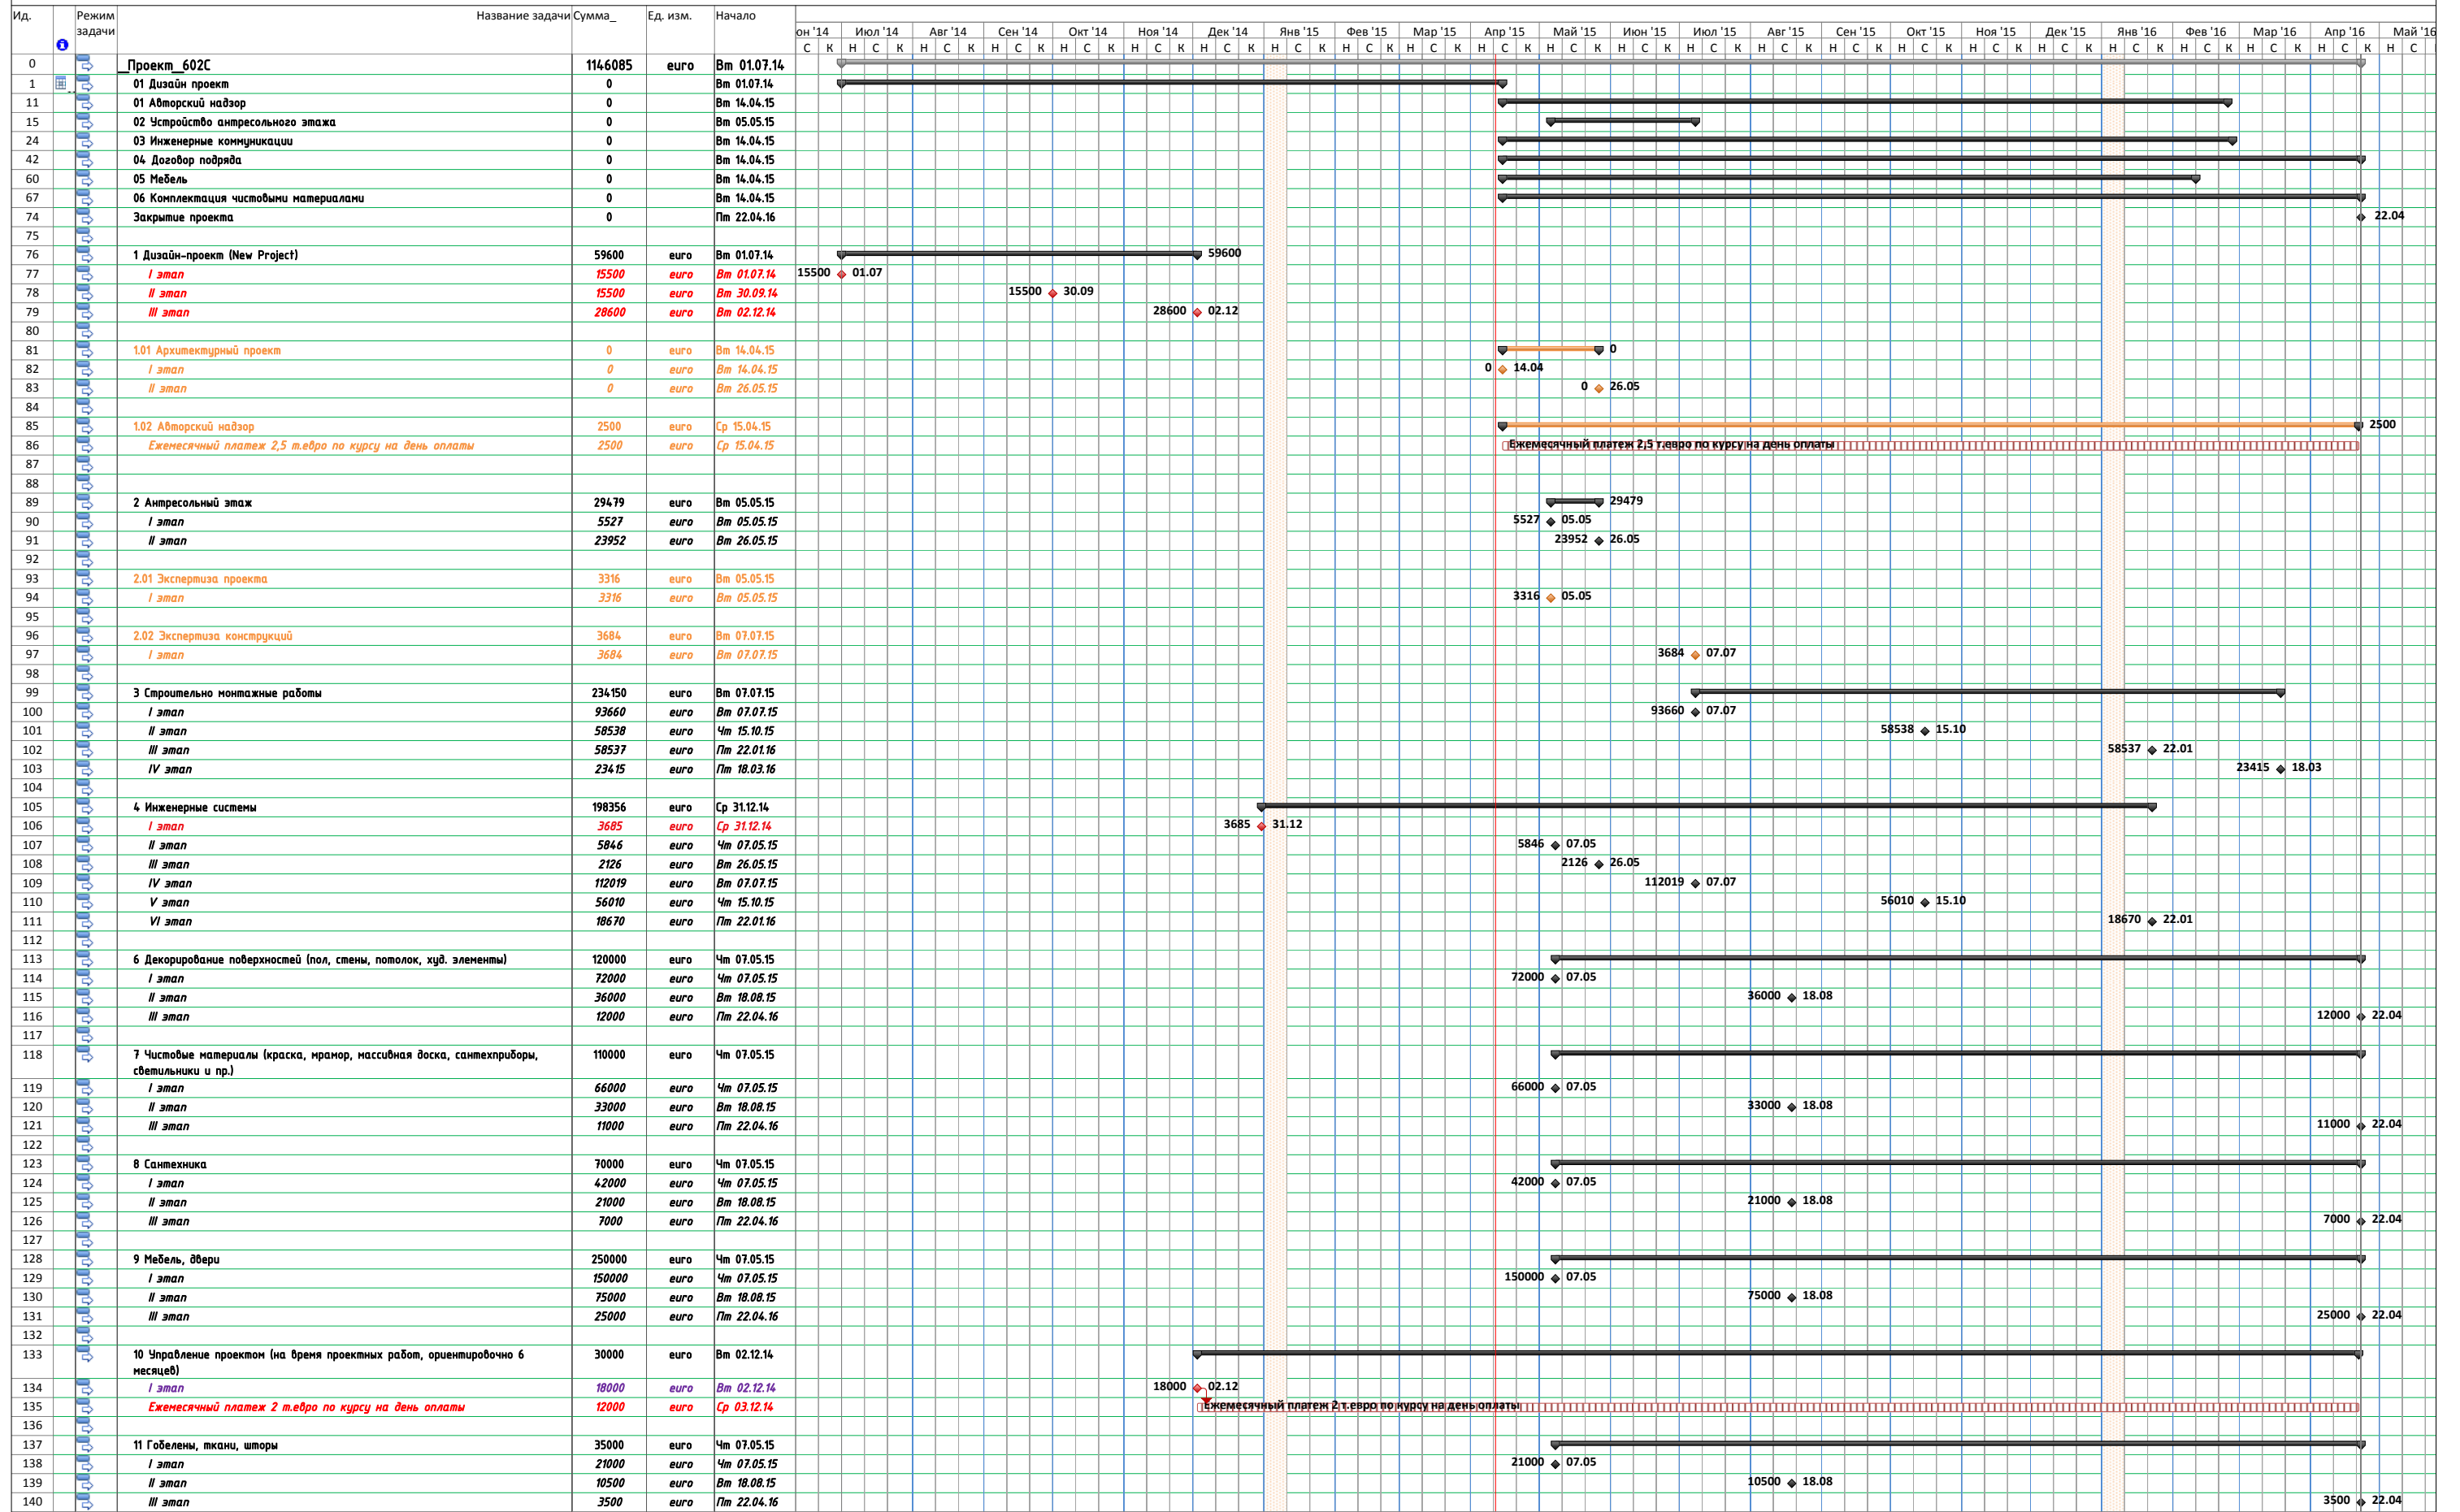 Ид. Режим Название задачи Сумма_ Ед. изм. Начало
задачи
он '14 Июл '14 Авг '14 Сен '14 Окт '14 Ноя '14 Дек '14 Янв '15 Фев '15 Мар '15 Апр '15 Май '15 Июн '15 Июл '15 Авг '15 Сен '15 Окт '15 Ноя '15 Дек '15 Янв '16 Фев '16 Мар '16 Апр '16 Май '16
С К Н С К Н С К Н С К Н С К Н С К Н С К Н С К Н С К Н С К Н С К Н С К Н С К Н С К Н С К Н С К Н С К Н С К Н С К Н С К Н С К Н С К Н С К Н С
0 _Проект_602С 1146085 euro Вт 01.07.14
1 01 Дизайн проект 0 Вт 01.07.14
11 01 Авторский надзор 0 Вт 14.04.15
15 02 Устройство антресольного этажа 0 Вт 05.05.15
24 03 Инженерные коммуникации 0 Вт 14.04.15
42 04 Договор подряда 0 Вт 14.04.15
60 05 Мебель 0 Вт 14.04.15
67 06 Комплектация чистовыми материалами 0 Вт 14.04.15
74 Закрытие проекта 0 Пт 22.04.16 22.04
75
76 1 Дизайн-проект (New Project) 59600 euro Вт 01.07.14 59600
77 I этап 15500 euro Вт 01.07.14 15500 01.07
78 II этап 15500 euro Вт 30.09.14 15500 30.09
79 III этап 28600 euro Вт 02.12.14 28600 02.12
80
81 1.01 Архитектурный проект 0 euro Вт 14.04.15 0
82 I этап 0 euro Вт 14.04.15 0 14.04
83 II этап 0 euro Вт 26.05.15 0 26.05
84
85 1.02 Авторский надзор 2500 euro Ср 15.04.15 2500
86 Ежемесячный платеж 2,5 т.евро по курсу на день оплаты 2500 euro Ср 15.04.15 Ежемесячный платеж 2,5 т.евро по курсу на день оплаты
87
88
89 2 Антресольный этаж 29479 euro Вт 05.05.15 29479
90 I этап 5527 euro Вт 05.05.15 5527 05.05
91 II этап 23952 euro Вт 26.05.15 23952 26.05
92
93 2.01 Экспертиза проекта 3316 euro Вт 05.05.15
94 I этап 3316 euro Вт 05.05.15 3316 05.05
95
96 2.02 Экспертиза конструкций 3684 euro Вт 07.07.15
97 I этап 3684 euro Вт 07.07.15 3684 07.07
98
99 3 Строительно монтажные работы 234150 euro Вт 07.07.15
100 I этап 93660 euro Вт 07.07.15 93660 07.07
101 II этап 58538 euro Чт 15.10.15 58538 15.10
102 III этап 58537 euro Пт 22.01.16 58537 22.01
103 IV этап 23415 euro Пт 18.03.16 23415 18.03
104
105 4 Инженерные системы 198356 euro Ср 31.12.14
106 I этап 3685 euro Ср 31.12.14 3685 31.12
107 II этап 5846 euro Чт 07.05.15 5846 07.05
108 III этап 2126 euro Вт 26.05.15 2126 26.05
109 IV этап 112019 euro Вт 07.07.15 112019 07.07
110 V этап 56010 euro Чт 15.10.15 56010 15.10
111 VI этап 18670 euro Пт 22.01.16 18670 22.01
112
113 6 Декорирование поверхностей (пол, стены, потолок, худ. элементы) 120000 euro Чт 07.05.15
114 I этап 72000 euro Чт 07.05.15 72000 07.05
115 II этап 36000 euro Вт 18.08.15 36000 18.08
116 III этап 12000 euro Пт 22.04.16 12000 22.04
117
118 7 Чистовые материалы (краска, мрамор, массивная доска, сантехприборы, 110000 euro Чт 07.05.15
светильники и пр.)
119 I этап 66000 euro Чт 07.05.15 66000 07.05
120 II этап 33000 euro Вт 18.08.15 33000 18.08
121 III этап 11000 euro Пт 22.04.16 11000 22.04
122
123 8 Сантехника 70000 euro Чт 07.05.15
124 I этап 42000 euro Чт 07.05.15 42000 07.05
125 II этап 21000 euro Вт 18.08.15 21000 18.08
126 III этап 7000 euro Пт 22.04.16 7000 22.04
127
128 9 Мебель, двери 250000 euro Чт 07.05.15
129 I этап 150000 euro Чт 07.05.15 150000 07.05
130 II этап 75000 euro Вт 18.08.15 75000 18.08
131 III этап 25000 euro Пт 22.04.16 25000 22.04
132
133 10 Управление проектом (на время проектных работ, ориентировочно 6 30000 euro Вт 02.12.14
месяцев)
134 I этап 18000 euro Вт 02.12.14 18000 02.12
135 Ежемесячный платеж 2 т.евро по курсу на день оплаты 12000 euro Ср 03.12.14 Ежемесячный платеж 2 т.евро по курсу на день оплаты
136
137 11 Гобелены, ткани, шторы 35000 euro Чт 07.05.15
138 I этап 21000 euro Чт 07.05.15 21000 07.05
139 II этап 10500 euro Вт 18.08.15 10500 18.08
140 III этап 3500 euro Пт 22.04.16 3500 22.04